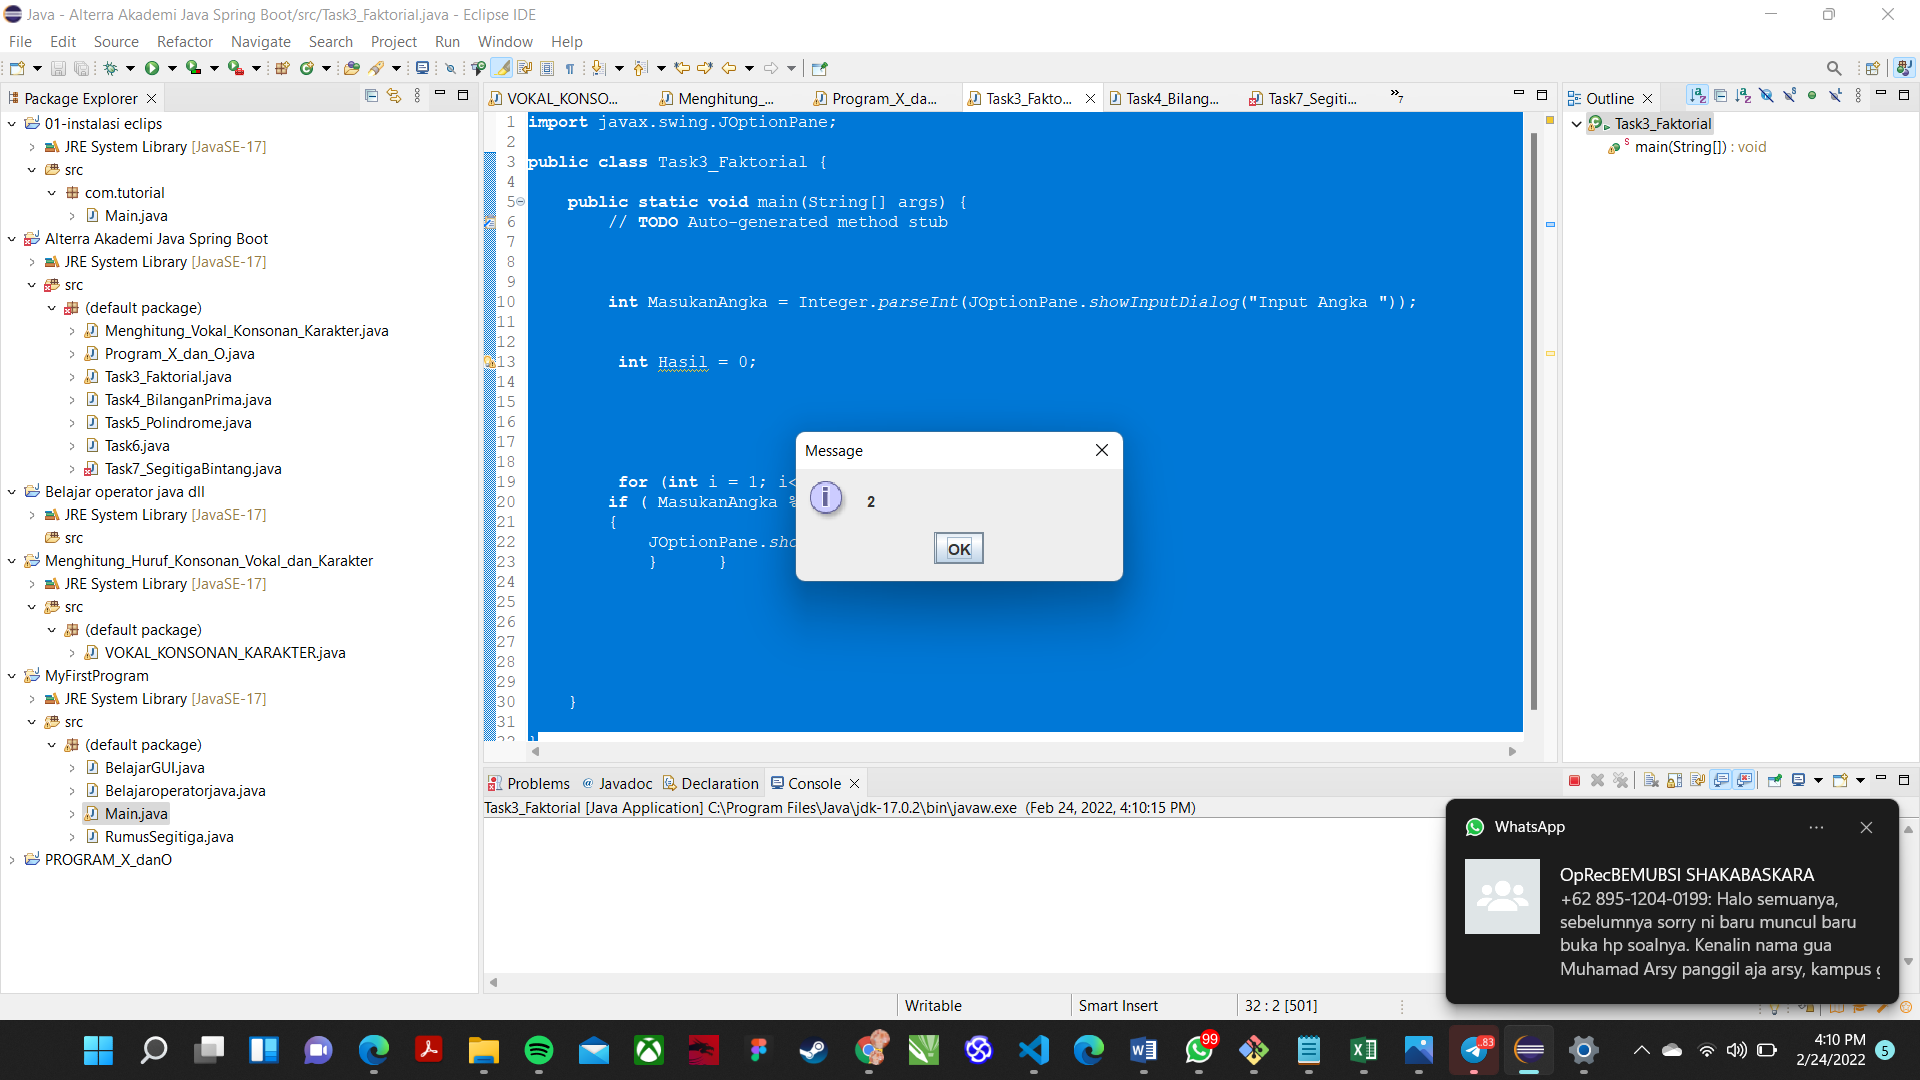 Java - Alterra Akademi Java Spring Boot/src/Task3_Faktorial.java - Eclipse IDE
File Edit Source Refactor Navigate Search Project Run Window Help
Package Explorer
01-instalasi eclips
JRE System Library [JavaSE-17]
src
com.tutorial
Main.java
Alterra Akademi Java Spring Boot
JRE System Library [JavaSE-17]
src
(default package)
Menghitung_Vokal_Konsonan_Karakter.java
Program_X_dan_O.java
Task3_Faktorial.java
Task4_BilanganPrima.java
Task5_Polindrome.java
Task6.java
Task7_SegitigaBintang.java
Belajar operator java dll
JRE System Library [JavaSE-17]
src
Menghitung_Huruf_Konsonan_Vokal_dan_Karakter
JRE System Library [JavaSE-17]
src
(default package)
VOKAL_KONSONAN_KARAKTER.java
MyFirstProgram
JRE System Library [JavaSE-17]
src
(default package)
BelajarGUI.java
Belajaroperatorjava.java
Main.java
RumusSegitiga.java
PROGRAM_X_danO
VOKAL_KONSO... Menghitung_... Program_X_da... Task3_Fakto... Task4_Bilang... Task7_Segiti... 7
1 import javax.swing.JOptionPane;
2
3 public class Task3_Faktorial {
4
5 public static void main(String[] args) {
6 // TODO Auto-generated method stub
7
8
9
10 int MasukanAngka = Integer.parseInt(JOptionPane.showInputDialog("Input Angka "));
11
12
13 int Hasil = 0;
14
15
16
17
18
19 for (int i = 1; i<
20 if ( MasukanAngka %
21 {
22 JOptionPane.sho
23 } }
24
25
26
27
28
29
30 }
31
32 }
Message
2
OK
Outline
Task3_Faktorial
main(String[]) : void
Problems Javadoc Declaration Console
Task3_Faktorial [Java Application] C:\Program Files\Java\jdk-17.0.2\bin\javaw.exe (Feb 24, 2022, 4:10:15 PM)
WhatsApp
OpRecBEMUBSI SHAKABASKARA
+62 895-1204-0199: Halo semuanya,
sebelumnya sorry ni baru muncul baru
buka hp soalnya. Kenalin nama gua
Muhamad Arsy panggil aja arsy, kampus
Writable Smart Insert 32 : 2 [501]
99
83
4:10 PM
2/24/2022
5